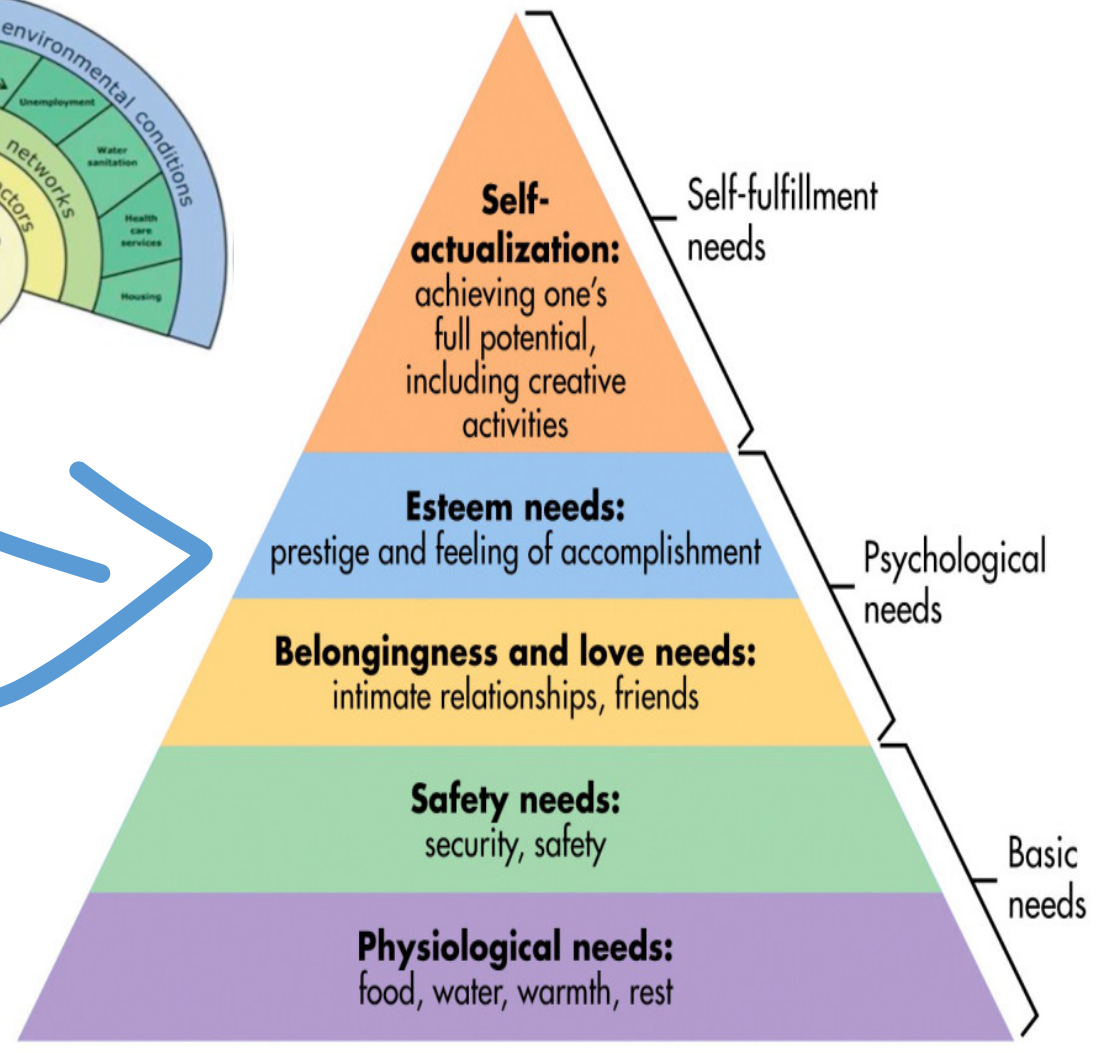 environmental conditions
Unemployment
networks
Water
sanitation
Health
care
services
Housing
Self-
actualization:
achieving one's
full potential,
including creative
activities
Self-fulfillment
needs
Esteem needs:
prestige and feeling of accomplishment
Psychological
needs
Belongingness and love needs:
intimate relationships, friends
Safety needs:
security, safety
Basic
needs
Physiological needs:
food, water, warmth, rest